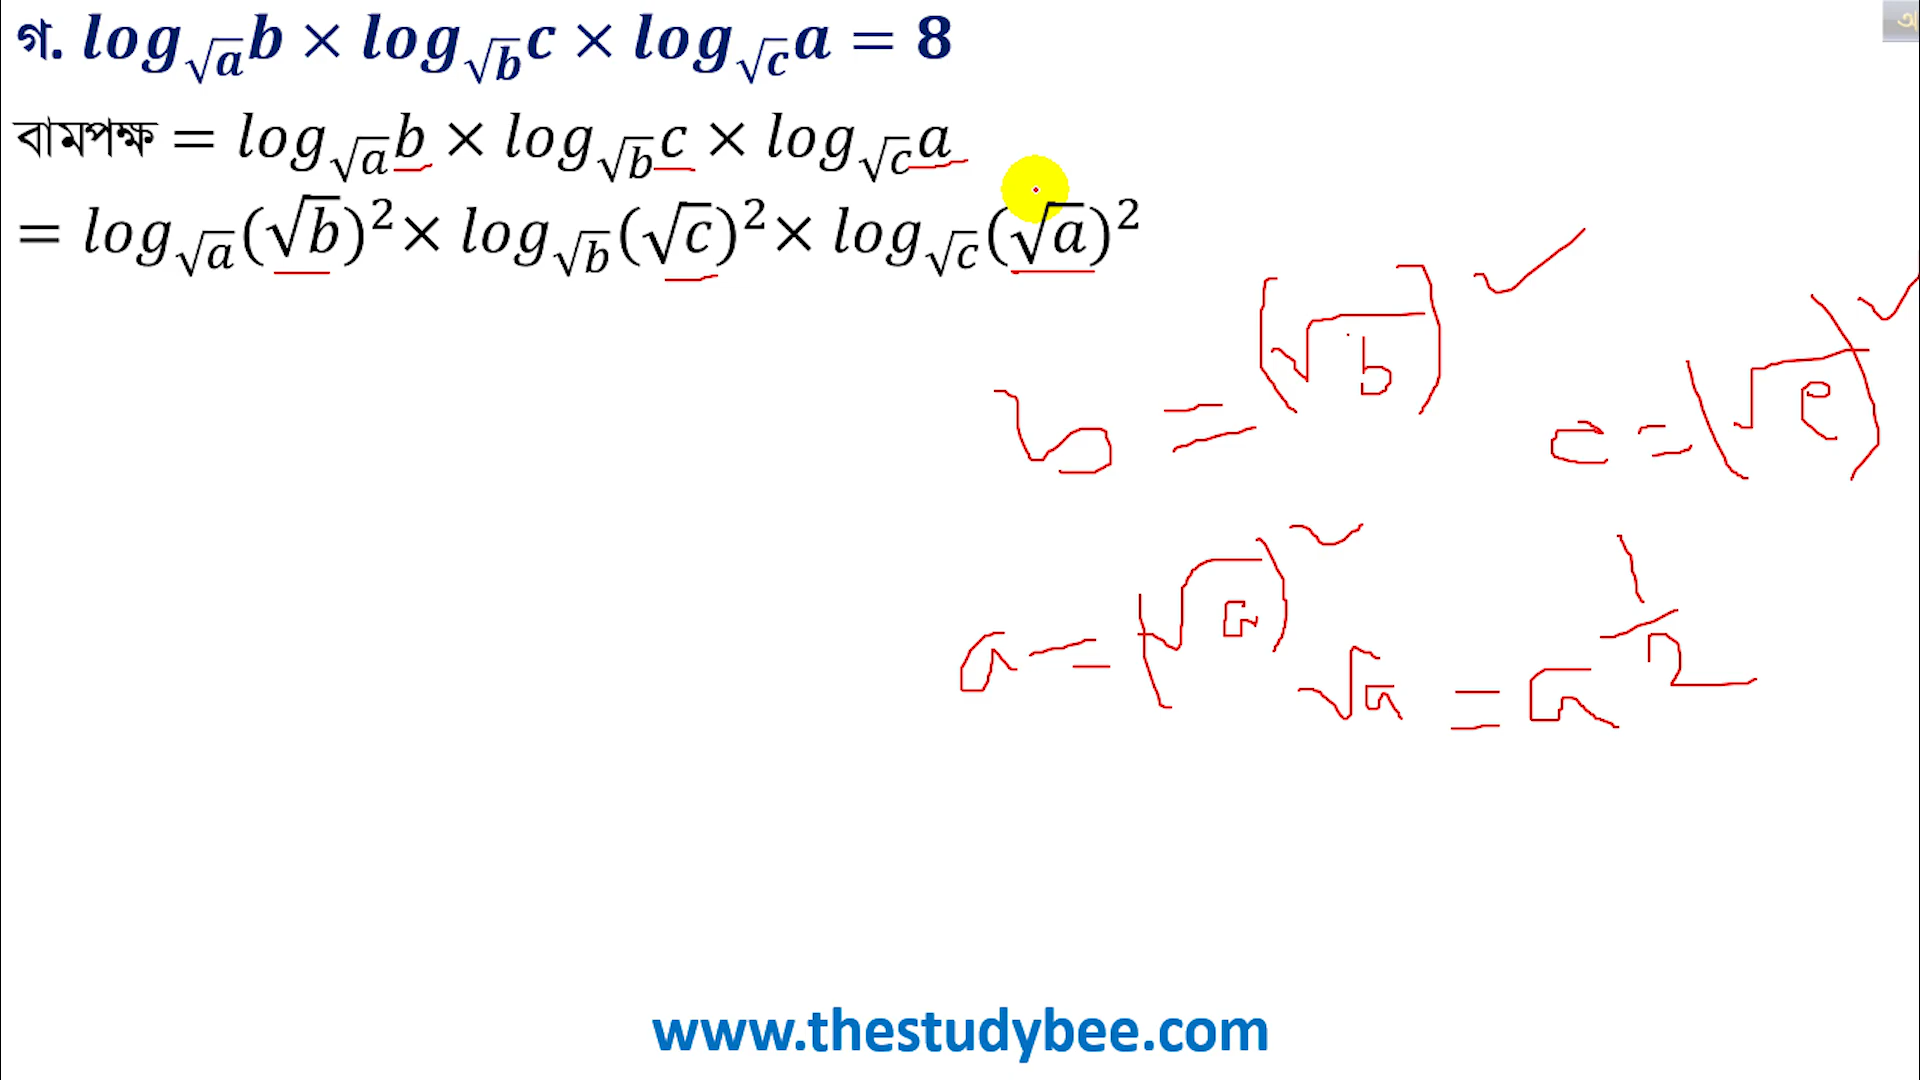 গ. log_{√a}b × log_{√b}c × log_{√c}a = 8
বামপক্ষ = log_{√a}b × log_{√b}c × log_{√c}a
= log_{√a}(√b)² × log_{√b}(√c)² × log_{√c}(√a)²
b = (√b)² c = (√c)²
a = (√a)² √a = a^{1/2}
www.thestudybee.com